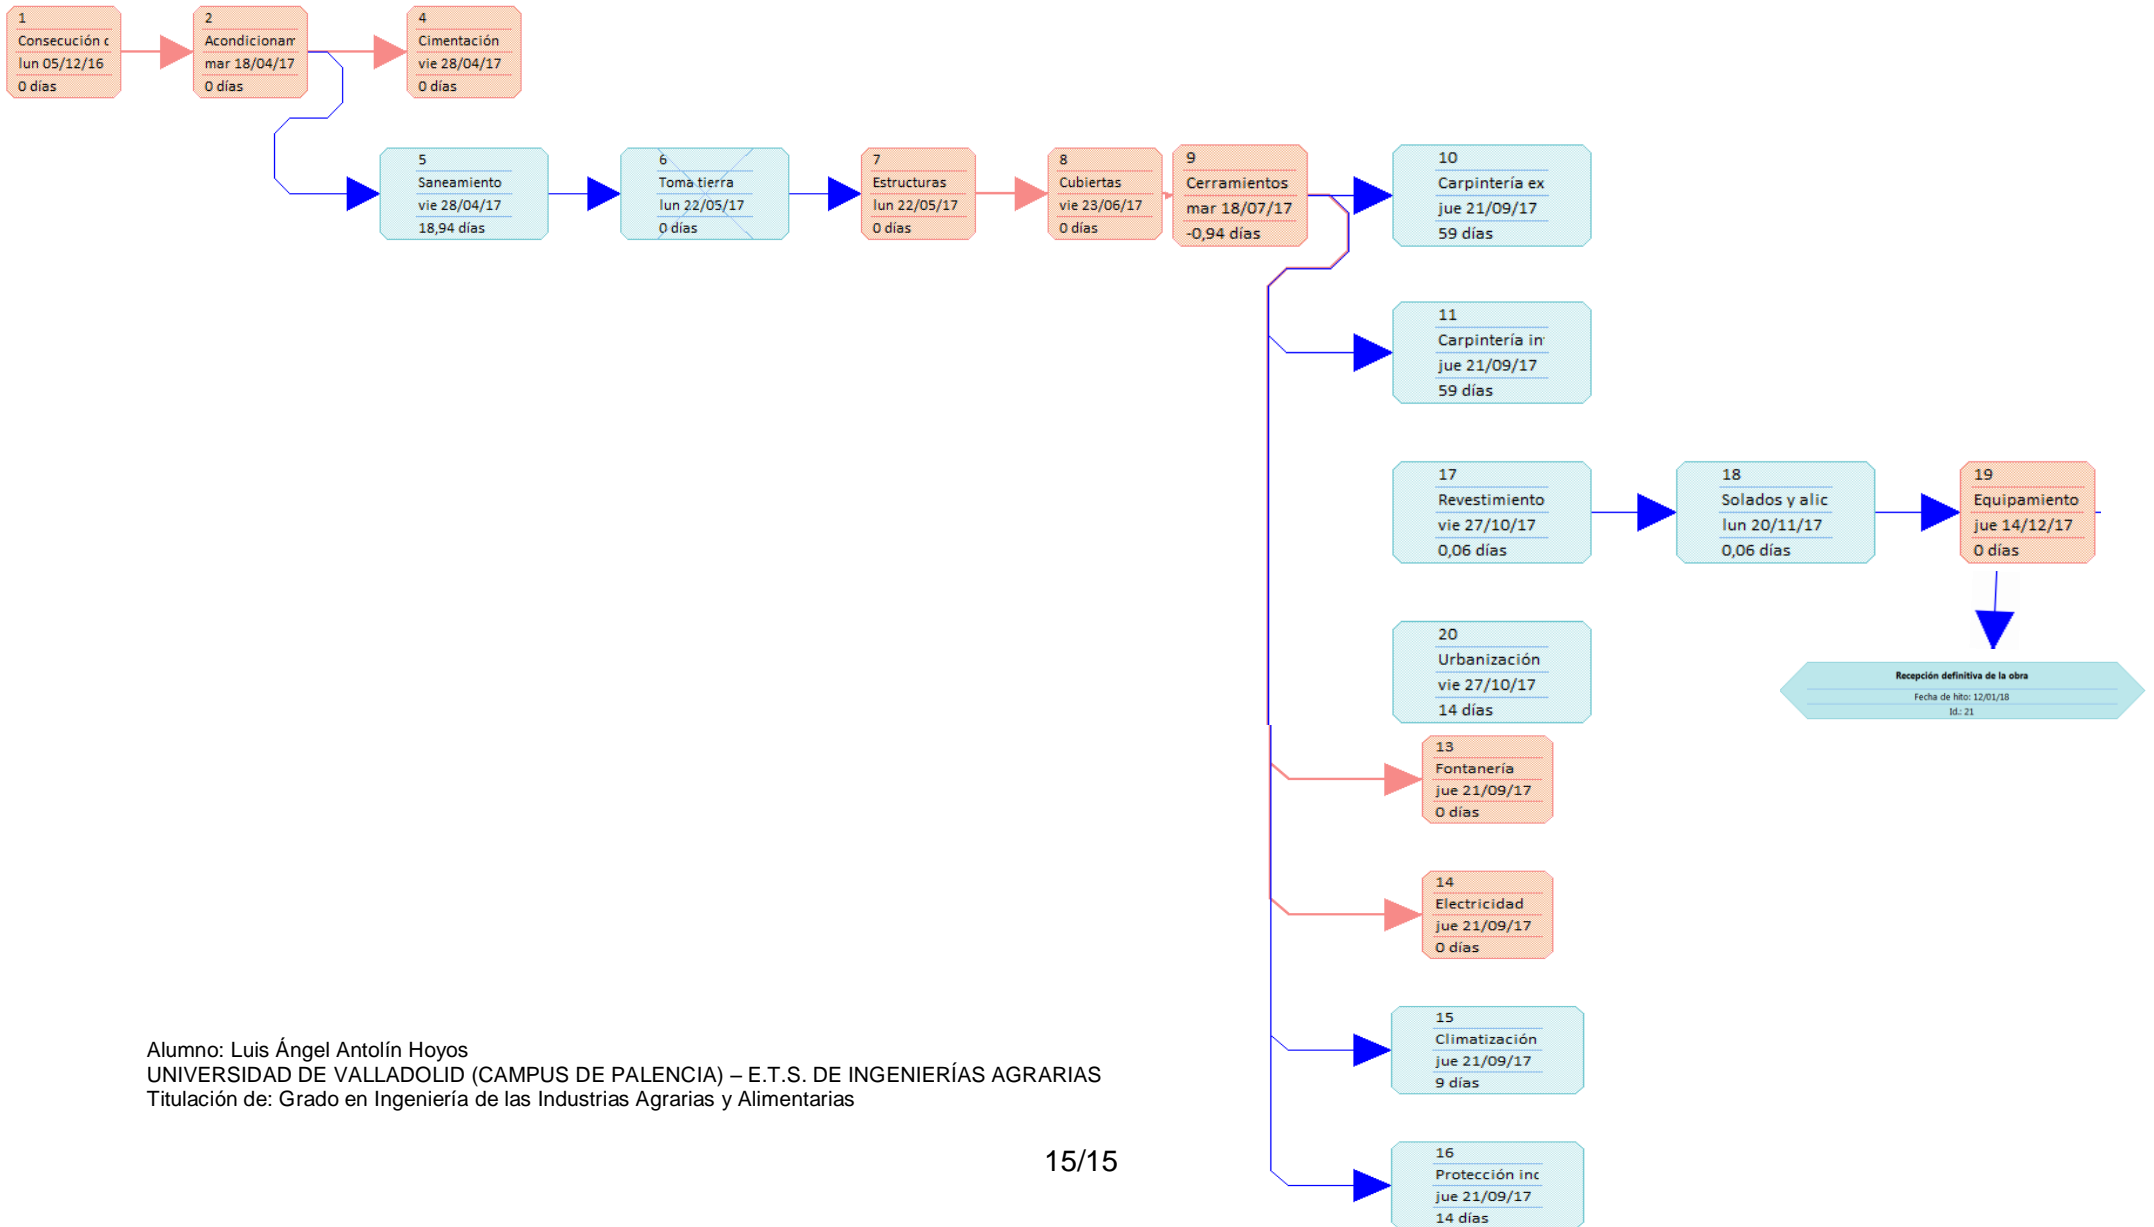 1
Consecución c
lun 05/12/16
0 días
2
Acondicionam
mar 18/04/17
0 días
4
Cimentación
vie 28/04/17
0 días
5
Saneamiento
vie 28/04/17
18,94 días
6
Toma tierra
lun 22/05/17
0 días
7
Estructuras
lun 22/05/17
0 días
8
Cubiertas
vie 23/06/17
0 días
9
Cerramientos
mar 18/07/17
-0,94 días
10
Carpintería ex
jue 21/09/17
59 días
11
Carpintería in
jue 21/09/17
59 días
17
Revestimiento
vie 27/10/17
0,06 días
18
Solados y alic
lun 20/11/17
0,06 días
19
Equipamiento
jue 14/12/17
0 días
20
Urbanización
vie 27/10/17
14 días
Recepción definitiva de la obra
Fecha de hito: 12/01/18
Id.: 21
13
Fontanería
jue 21/09/17
0 días
14
Electricidad
jue 21/09/17
0 días
15
Climatización
jue 21/09/17
9 días
16
Protección inc
jue 21/09/17
14 días
Alumno: Luis Ángel Antolín Hoyos
UNIVERSIDAD DE VALLADOLID (CAMPUS DE PALENCIA) – E.T.S. DE INGENIERÍAS AGRARIAS
Titulación de: Grado en Ingeniería de las Industrias Agrarias y Alimentarias
15/15